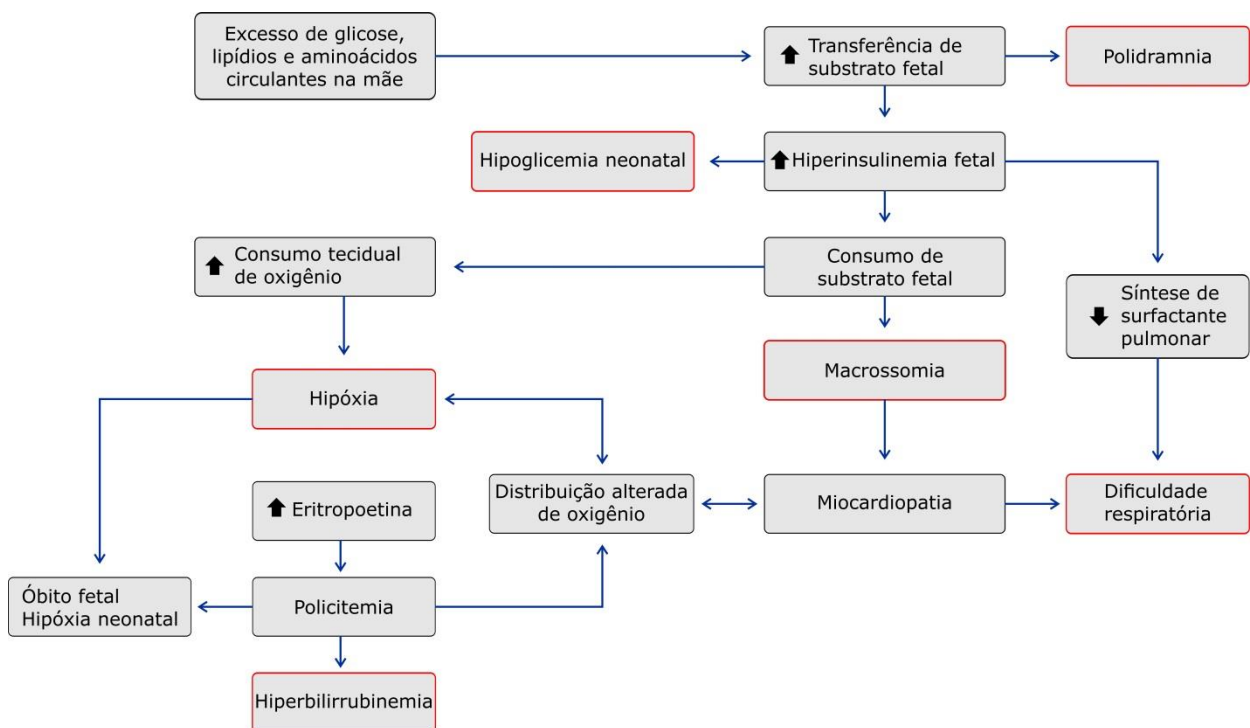 Excesso de glicose,
lipídios e aminoácidos
circulantes na mãe
Transferência de
substrato fetal
Polidramnia
Hipoglicemia neonatal
Hiperinsulinemia fetal
Consumo tecidual
de oxigênio
Consumo de
substrato fetal
Síntese de
surfactante
pulmonar
Hipóxia
Macrossomia
Eritropoetina
Distribuição alterada
de oxigênio
Miocardiopatia
Dificuldade
respiratória
Óbito fetal
Hipóxia neonatal
Policitemia
Hiperbilirrubinemia